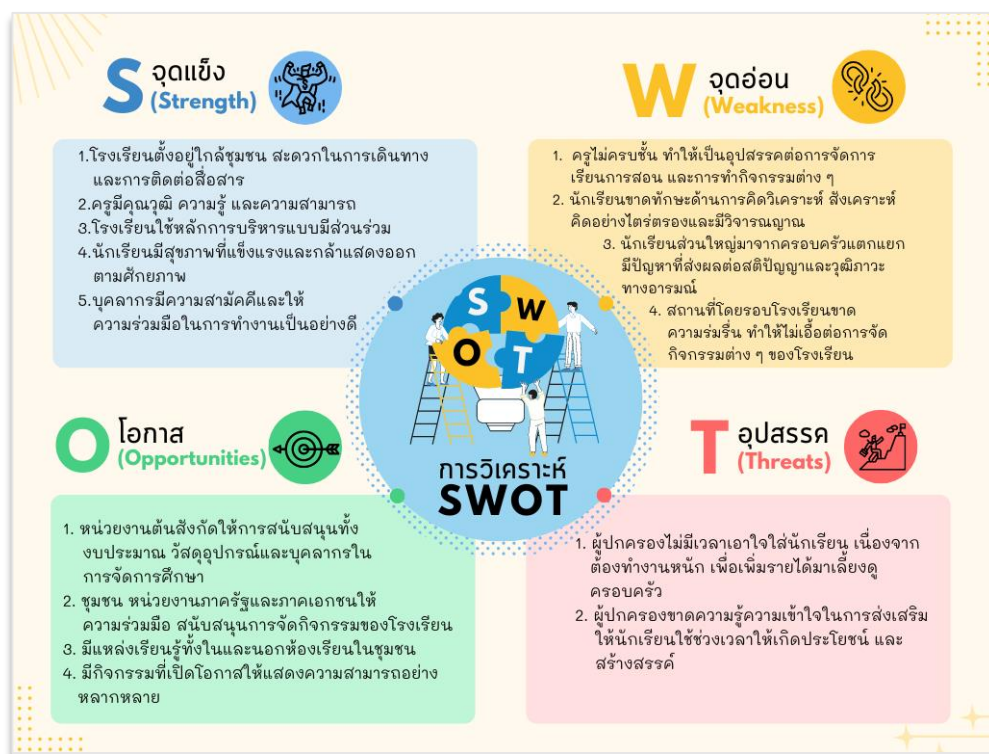 S จุดแข็ง
(Strength)
1.โรงเรียนตั้งอยู่ใกล้ชุมชน สะดวกในการเดินทาง
และการติดต่อสื่อสาร
2.ครูมีคุณวุฒิ ความรู้ และความสามารถ
3.โรงเรียนใช้หลักการบริหารแบบมีส่วนร่วม
4.นักเรียนมีสุขภาพที่แข็งแรงและกล้าแสดงออก
ตามศักยภาพ
5.บุคลากรมีความสามัคคีและให้
ความร่วมมือในการทำงานเป็นอย่างดี
W จุดอ่อน
(Weakness)
1. ครูไม่ครบชั้น ทำให้เป็นอุปสรรคต่อการจัดการ
เรียนการสอน และการทำกิจกรรมต่าง ๆ
2. นักเรียนขาดทักษะด้านการคิดวิเคราะห์ สังเคราะห์
คิดอย่างไตร่ตรองและมีวิจารณญาณ
3. นักเรียนส่วนใหญ่มาจากครอบครัวแตกแยก
มีปัญหาที่ส่งผลต่อสติปัญญาและวุฒิภาวะ
ทางอารมณ์
4. สถานที่โดยรอบโรงเรียนขาด
ความร่มรื่น ทำให้ไม่เอื้อต่อการจัด
กิจกรรมต่าง ๆ ของโรงเรียน
S W
O T
การวิเคราะห์
SWOT
O โอกาส
(Opportunities)
1. หน่วยงานต้นสังกัดให้การสนับสนุนทั้ง
งบประมาณ วัสดุอุปกรณ์และบุคลากรใน
การจัดการศึกษา
2. ชุมชน หน่วยงานภาครัฐและภาคเอกชนให้
ความร่วมมือ สนับสนุนการจัดกิจกรรมของโรงเรียน
3. มีแหล่งเรียนรู้ทั้งในและนอกห้องเรียนในชุมชน
4. มีกิจกรรมที่เปิดโอกาสให้แสดงความสามารถอย่าง
หลากหลาย
T อุปสรรค
(Threats)
1. ผู้ปกครองไม่มีเวลาเอาใจใส่นักเรียน เนื่องจาก
ต้องทำงานหนัก เพื่อเพิ่มรายได้มาเลี้ยงดู
ครอบครัว
2. ผู้ปกครองขาดความรู้ความเข้าใจในการส่งเสริม
ให้นักเรียนใช้ช่วงเวลาให้เกิดประโยชน์ และ
สร้างสรรค์